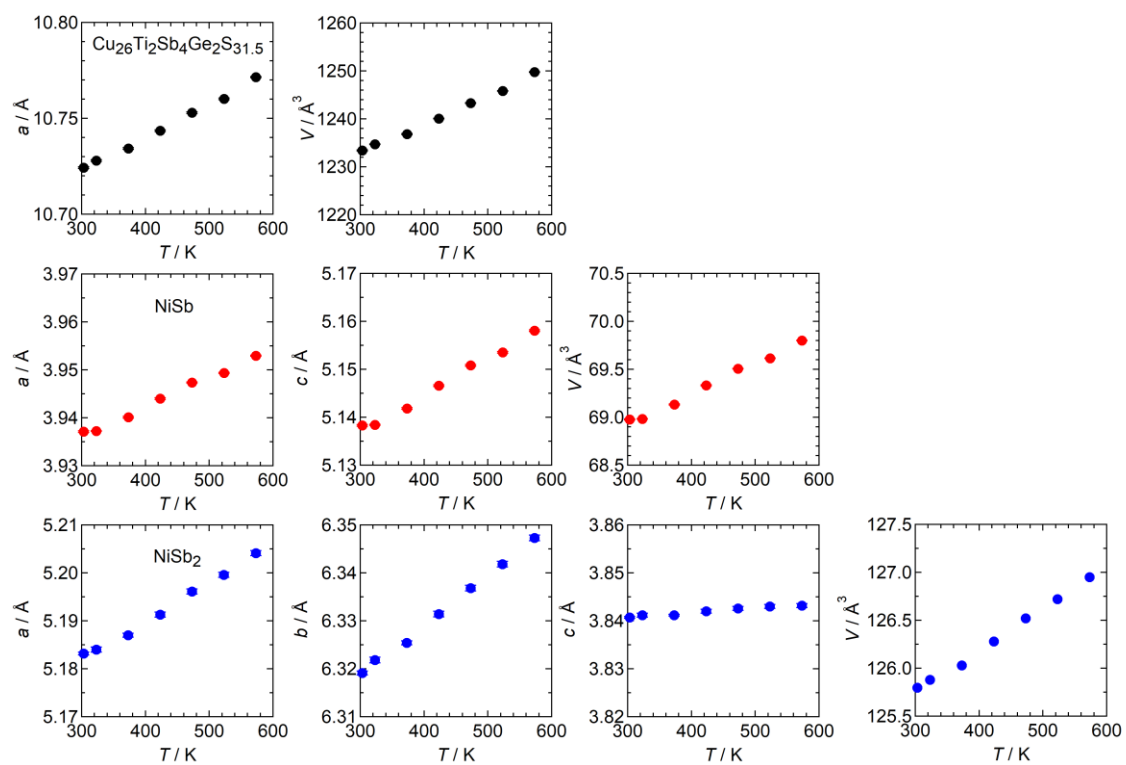 10.80
10.75
10.70
a / Å
Cu26Ti2Sb4Ge2S31.5
300 400 500 600
T / K
1260
1250
1240
1230
1220
V / Å3
300 400 500 600
T / K
3.97
3.96
3.95
3.94
3.93
a / Å
NiSb
300 400 500 600
T / K
5.17
5.16
5.15
5.14
5.13
c / Å
300 400 500 600
T / K
70.5
70.0
69.5
69.0
68.5
V / Å3
300 400 500 600
T / K
5.21
5.20
5.19
5.18
5.17
a / Å
NiSb2
300 400 500 600
T / K
6.35
6.34
6.33
6.32
6.31
b / Å
300 400 500 600
T / K
3.86
3.85
3.84
3.83
3.82
c / Å
300 400 500 600
T / K
127.5
127.0
126.5
126.0
125.5
V / Å3
300 400 500 600
T / K